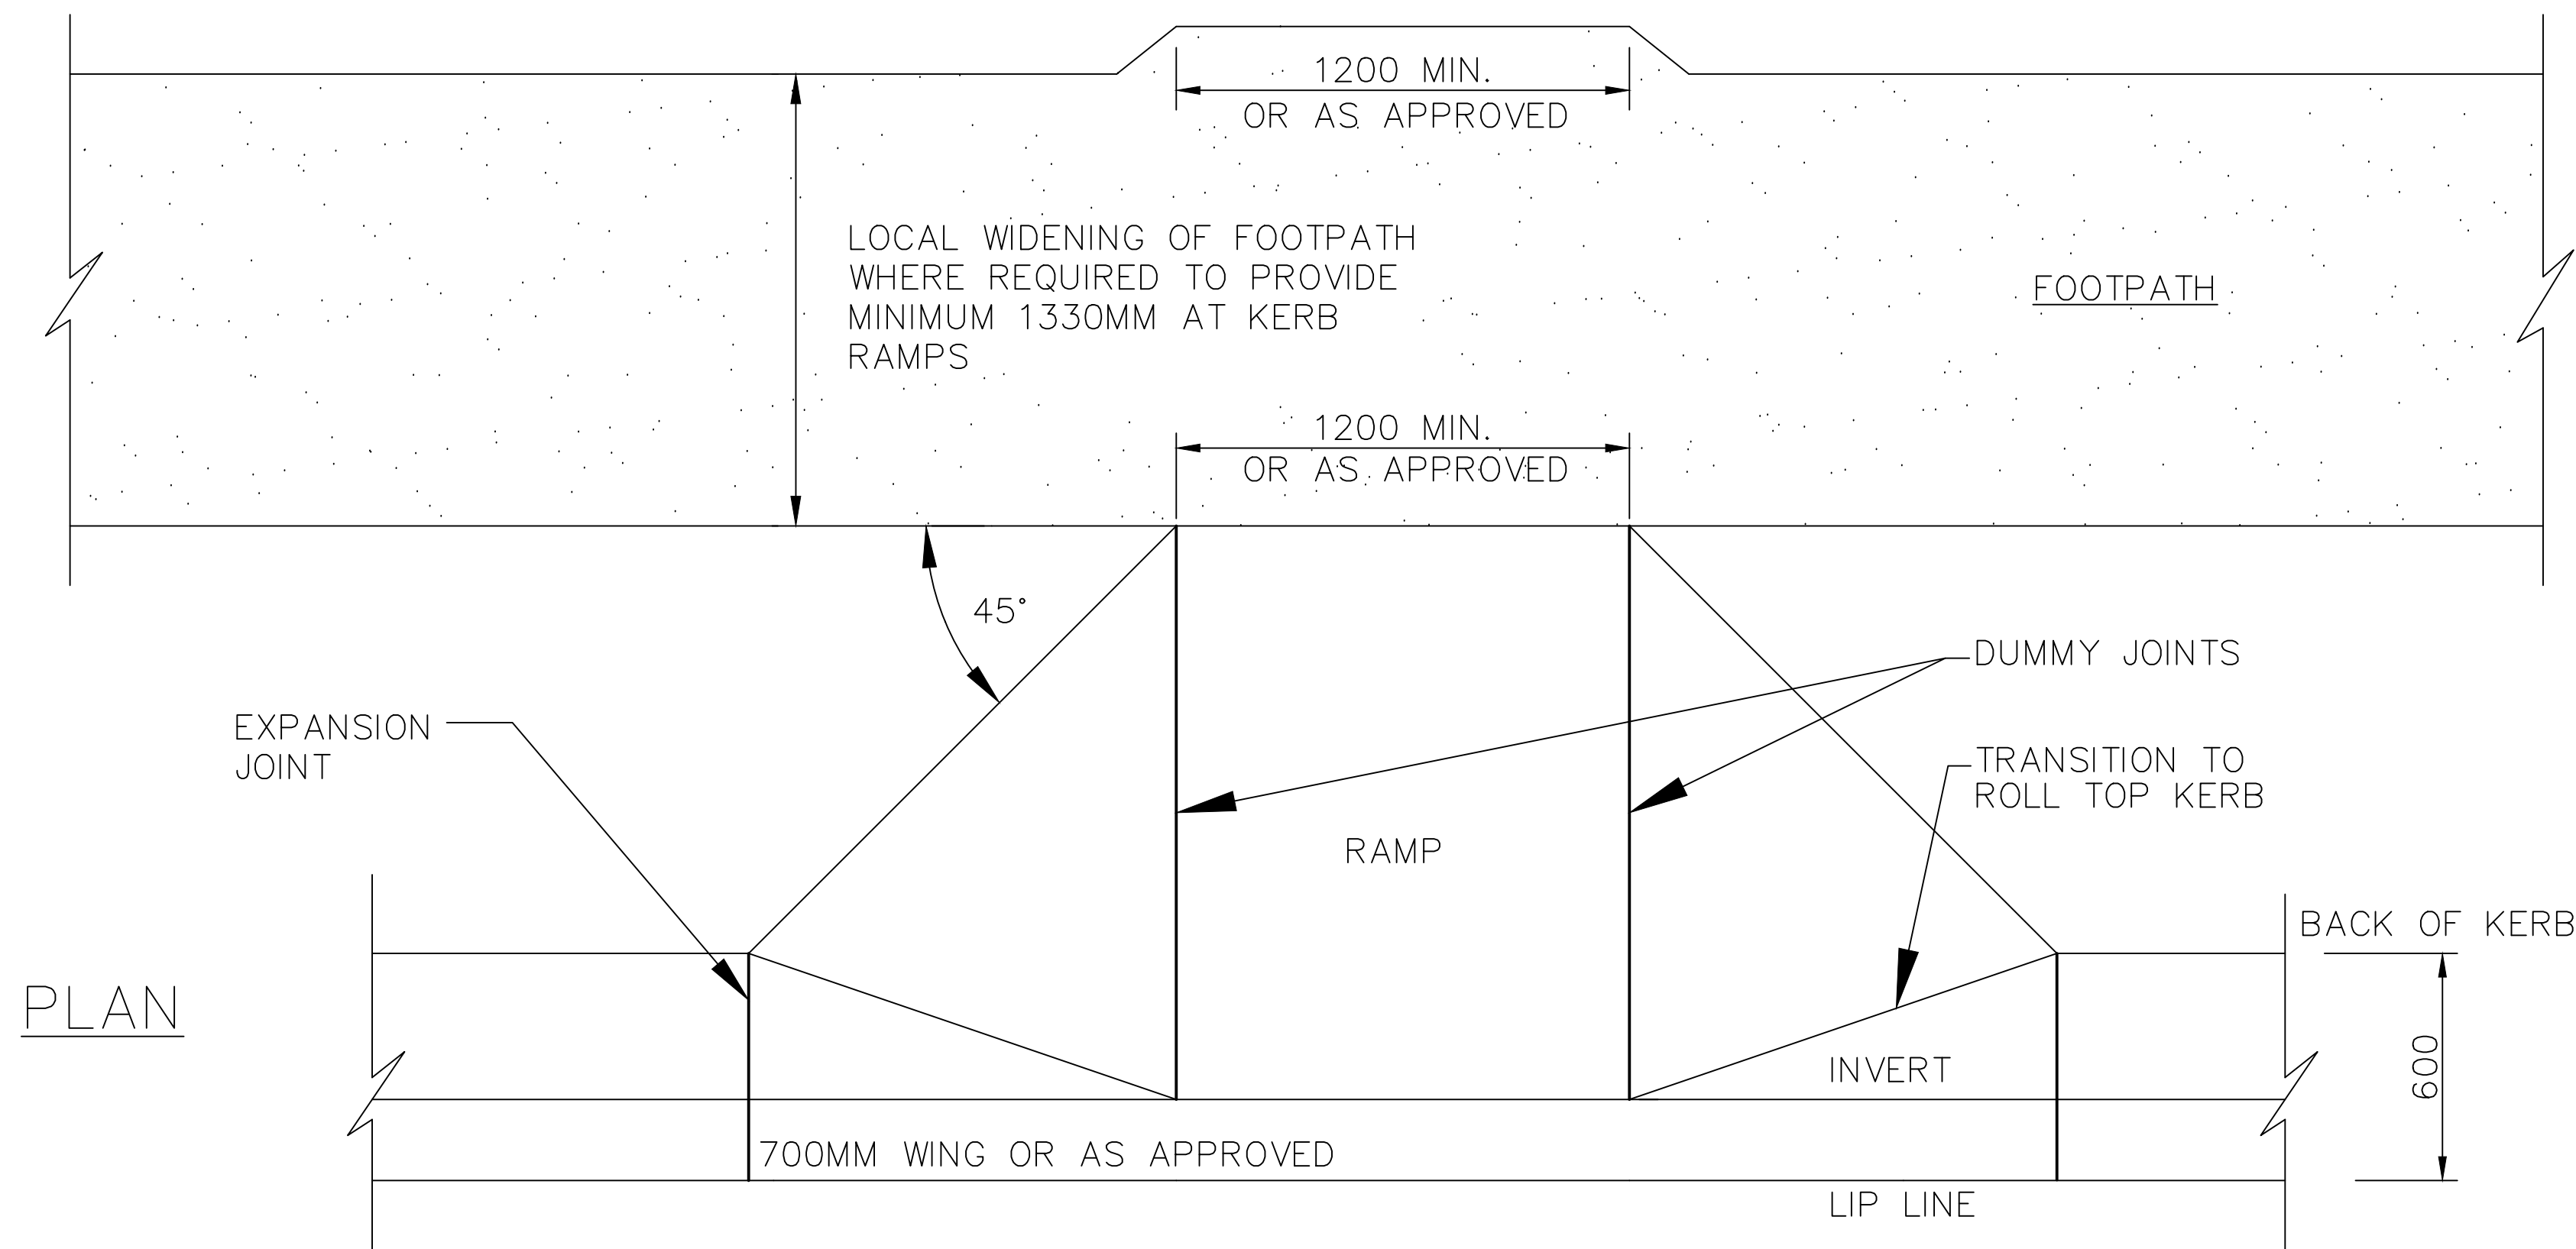 1200 MIN.
OR AS APPROVED
LOCAL WIDENING OF FOOTPATH
WHERE REQUIRED TO PROVIDE
MINIMUM 1330MM AT KERB
RAMPS
FOOTPATH
1200 MIN.
OR AS APPROVED
45°
DUMMY JOINTS
EXPANSION
JOINT
TRANSITION TO
ROLL TOP KERB
RAMP
BACK OF KERB
PLAN
INVERT
600
700MM WING OR AS APPROVED
LIP LINE